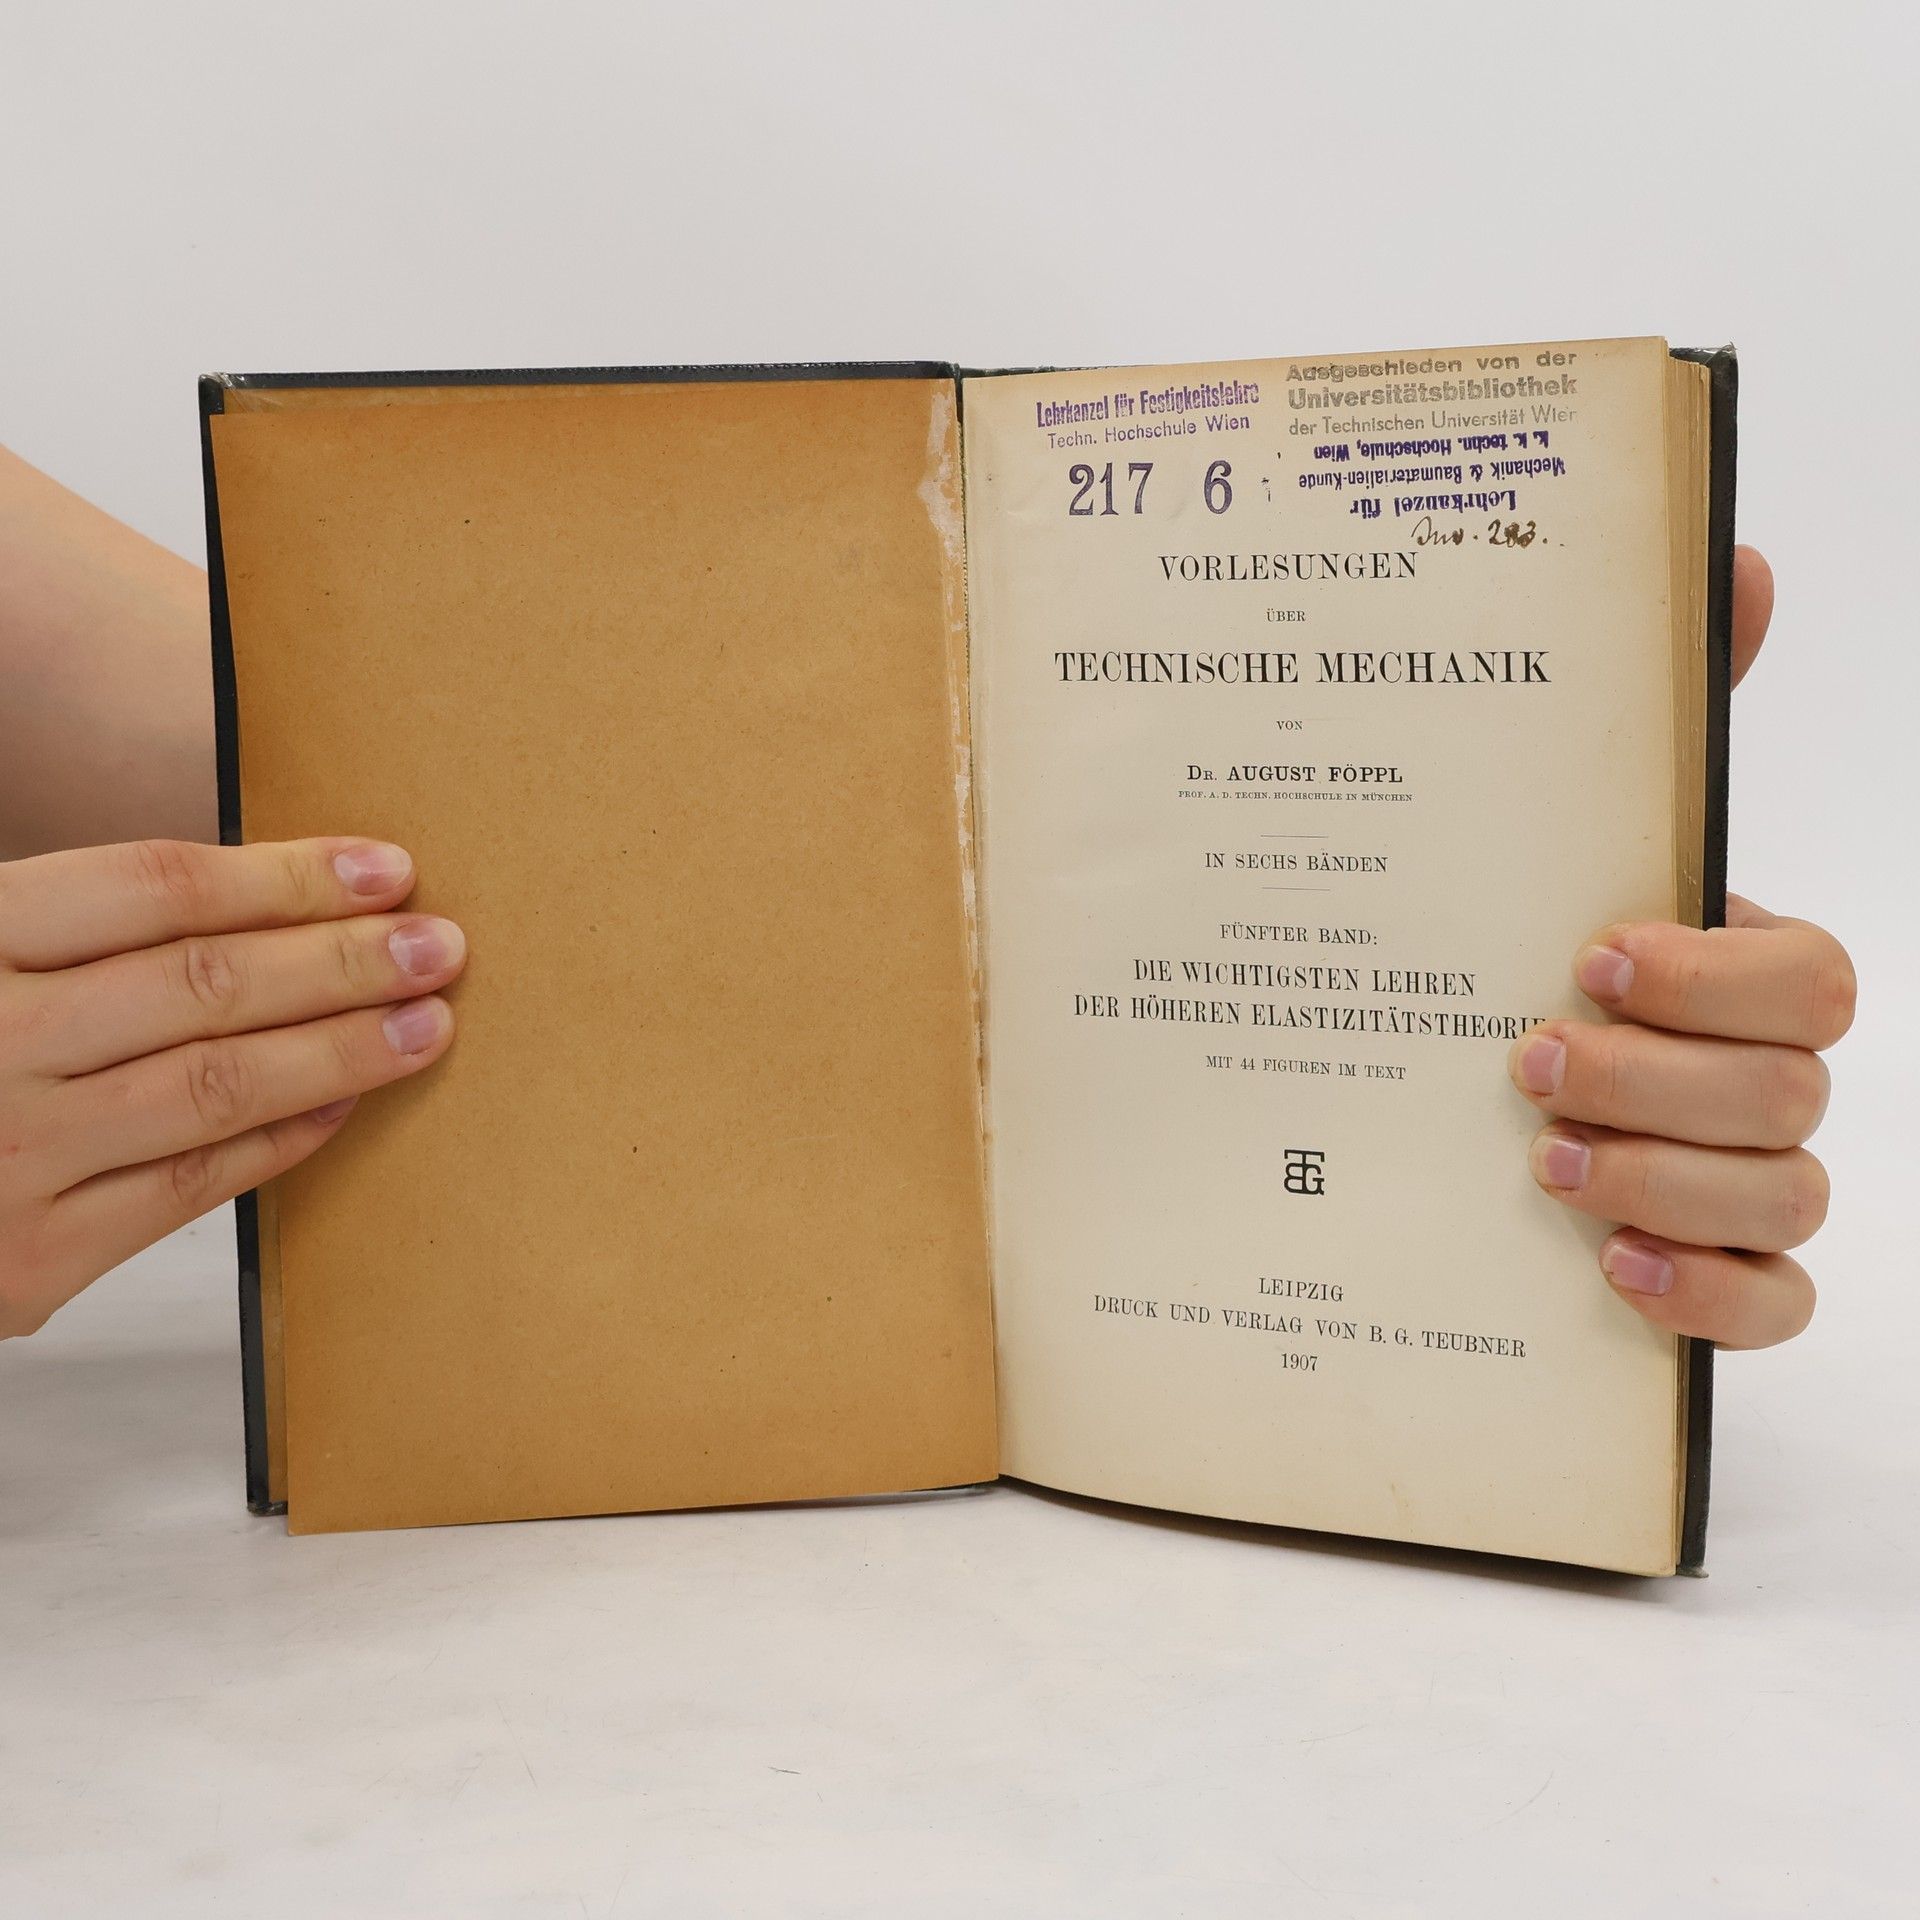 Lehrkanzel für Festigkeitslehre
Techn. Hochschule Wien
217 6
Ausgeschieden von der
Universitätsbibliothek
der Technischen Universität Wien
Lehrkanzel für
Mechanik & Baumaterialien-Kunde
k. k. techn. Hochschule, Wien
Inv. 283.
VORLESUNGEN
ÜBER
TECHNISCHE MECHANIK
VON
DR. AUGUST FÖPPL
PROF. A. D. TECHN. HOCHSCHULE IN MÜNCHEN
IN SECHS BÄNDEN
FÜNFTER BAND:
DIE WICHTIGSTEN LEHREN
DER HÖHEREN ELASTIZITÄTSTHEORIE
MIT 44 FIGUREN IM TEXT
BTG
LEIPZIG
DRUCK UND VERLAG VON B. G. TEUBNER
1907